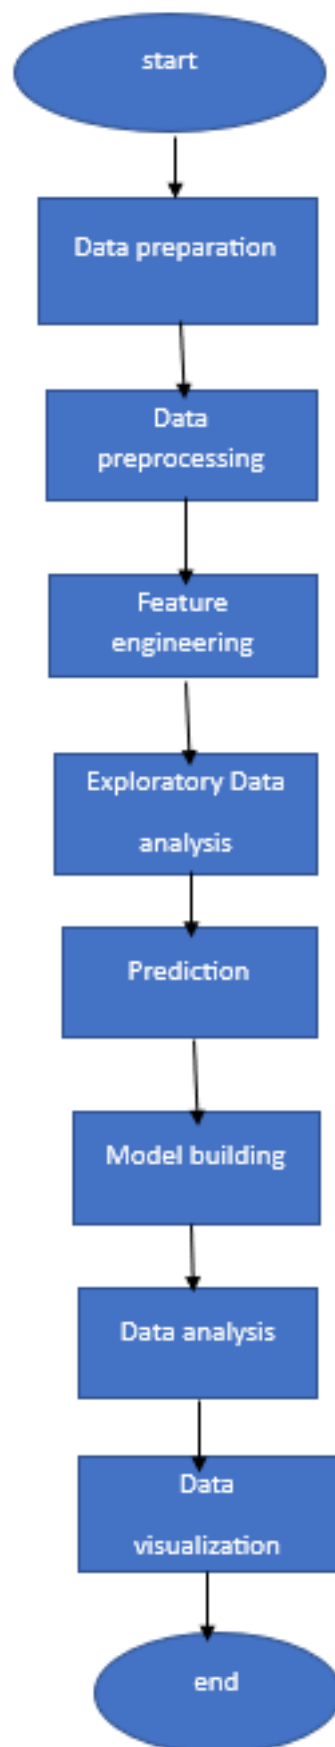 start
Data preparation
Data
preprocessing
Feature
engineering
Exploratory Data
analysis
Prediction
Model building
Data analysis
Data
visualization
end